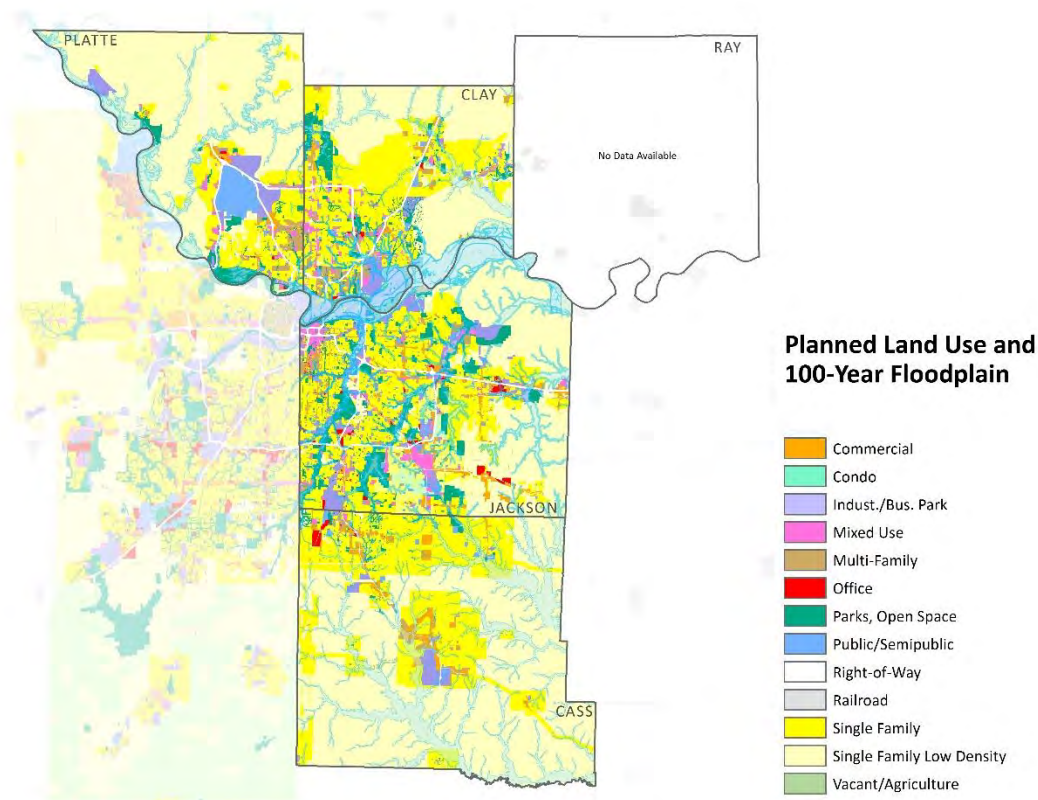 PLATTE
RAY
CLAY
No Data Available
JACKSON
CASS
Planned Land Use and
100-Year Floodplain
Commercial
Condo
Indust./Bus. Park
Mixed Use
Multi-Family
Office
Parks, Open Space
Public/Semipublic
Right-of-Way
Railroad
Single Family
Single Family Low Density
Vacant/Agriculture